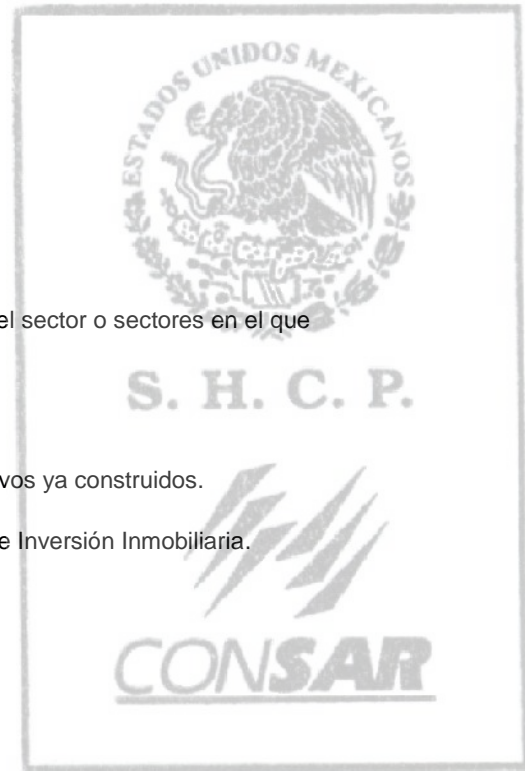 ESTADOS UNIDOS MEXICANOS
el sector o sectores en el que
S. H. C. P.
vos ya construidos.
e Inversión Inmobiliaria.
CONSAR